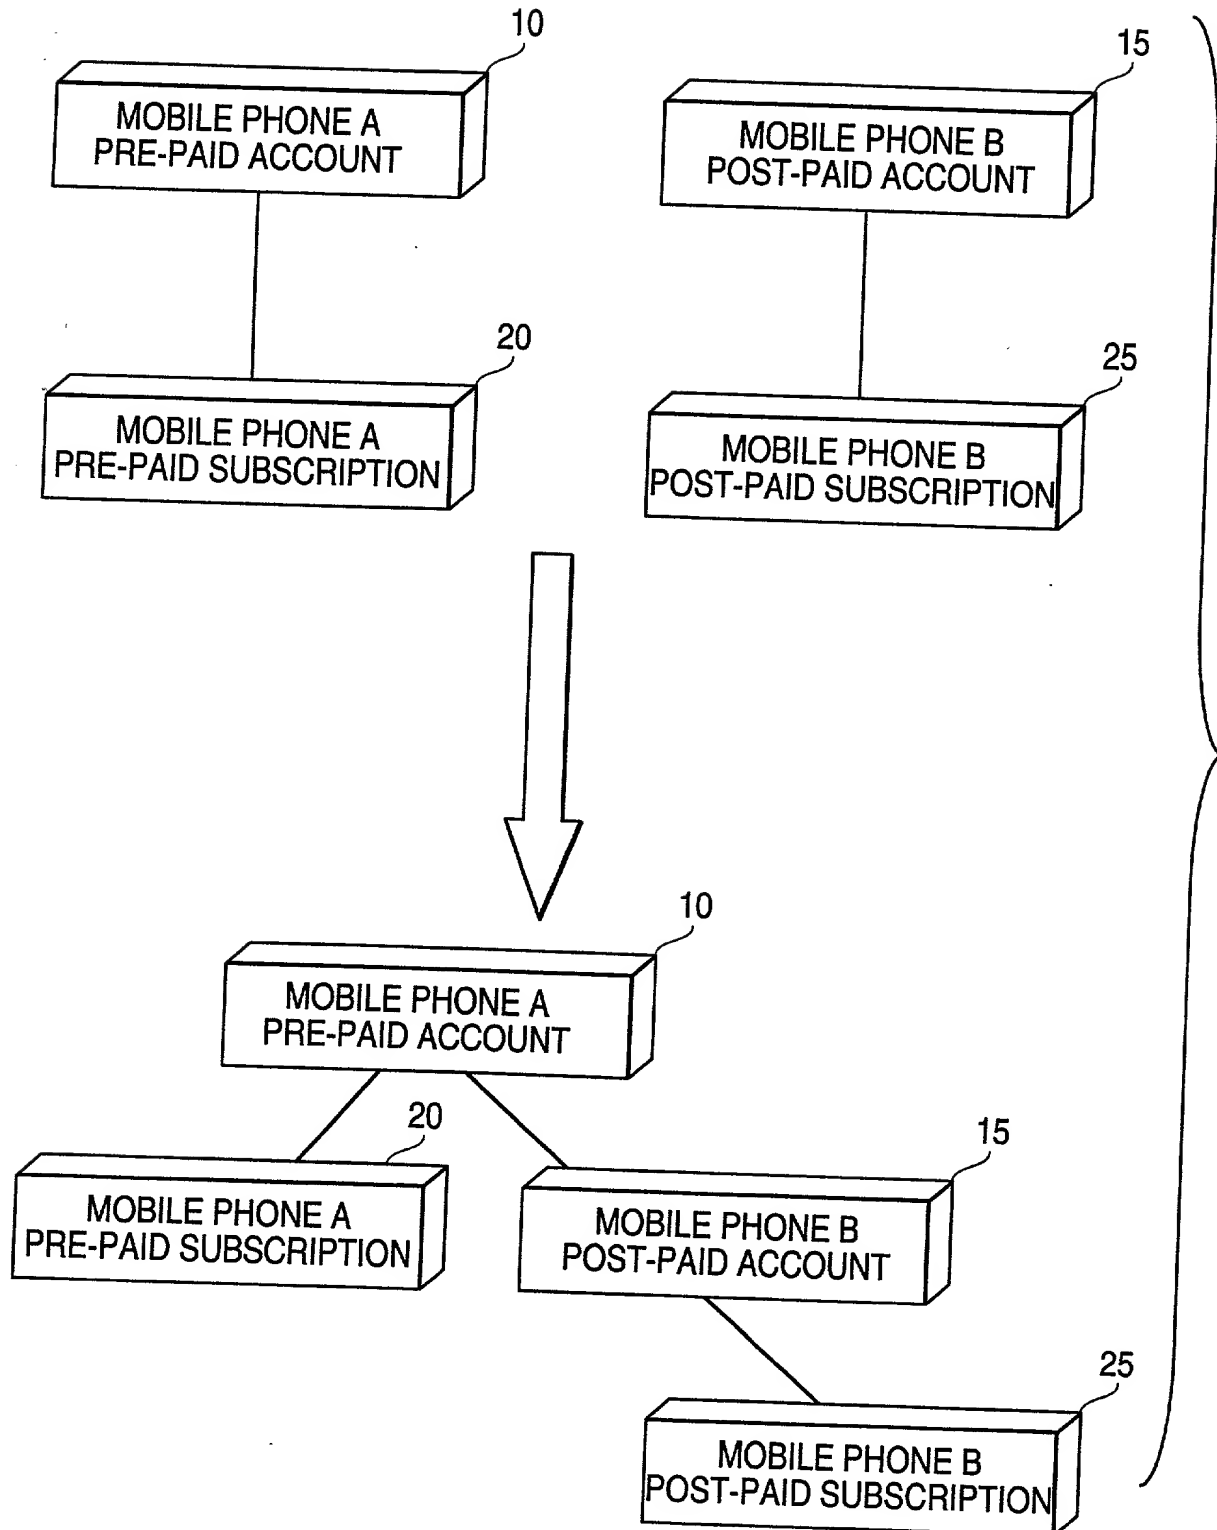 10
MOBILE PHONE A
PRE-PAID ACCOUNT
15
MOBILE PHONE B
POST-PAID ACCOUNT
20
MOBILE PHONE A
PRE-PAID SUBSCRIPTION
25
MOBILE PHONE B
POST-PAID SUBSCRIPTION
10
MOBILE PHONE A
PRE-PAID ACCOUNT
20
MOBILE PHONE A
PRE-PAID SUBSCRIPTION
15
MOBILE PHONE B
POST-PAID ACCOUNT
25
MOBILE PHONE B
POST-PAID SUBSCRIPTION